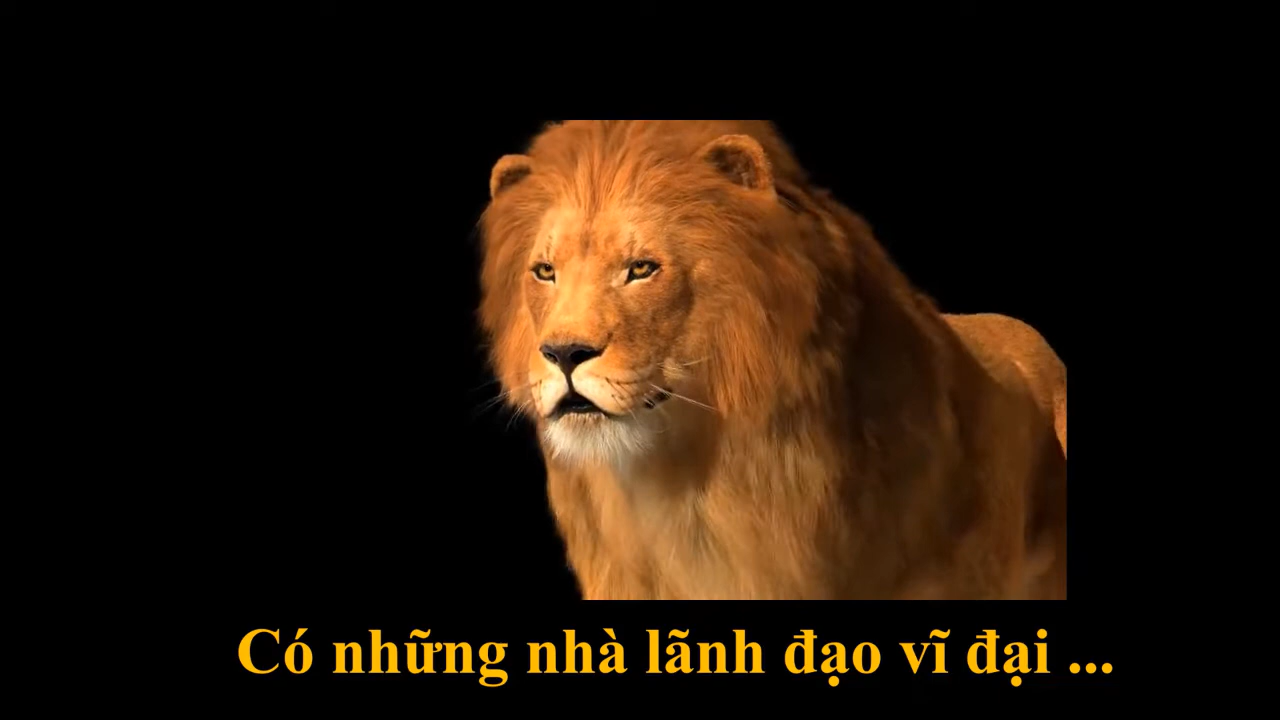 Có những nhà lãnh đạo vĩ đại ...